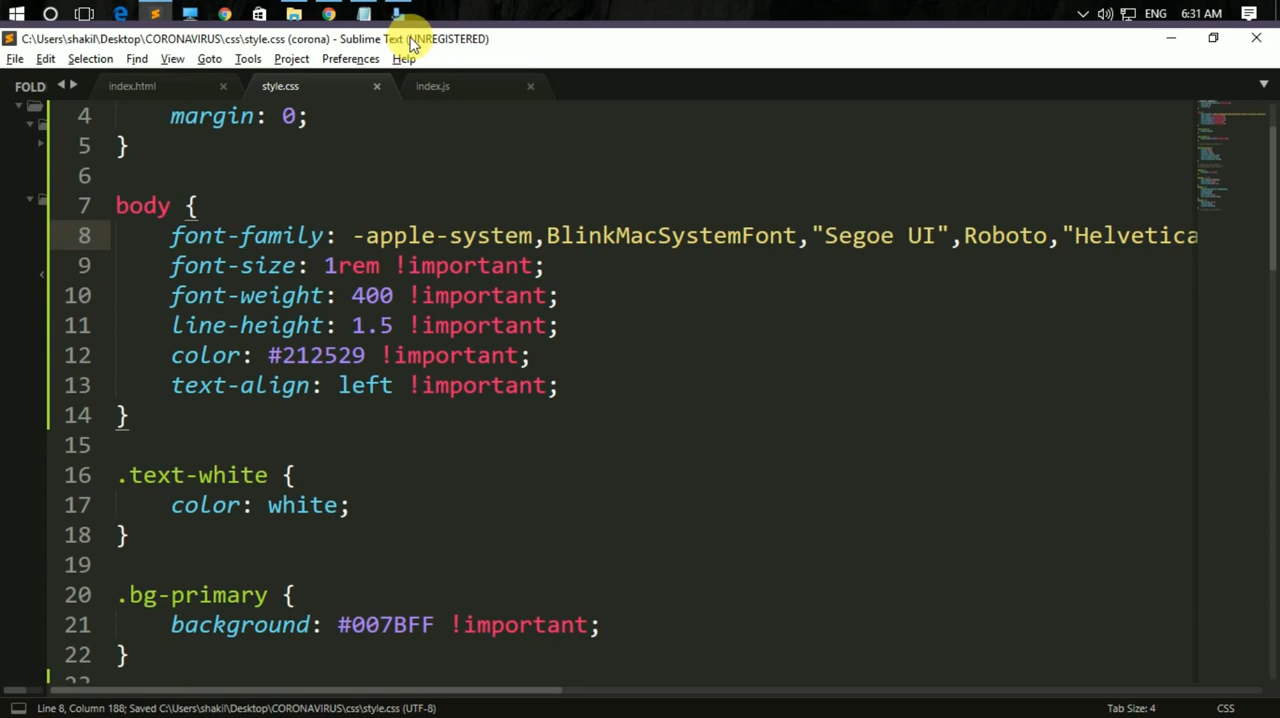 ENG 6:31 AM
C:\Users\shakil\Desktop\CORONAVIRUS\css\style.css (corona) - Sublime Text (UNREGISTERED)
File Edit Selection Find View Goto Tools Project Preferences Help
FOLD index.html style.css index.js
4 margin: 0;
5 }
6
7 body {
8 font-family: -apple-system,BlinkMacSystemFont,"Segoe UI",Roboto,"Helvetica
9 font-size: 1rem !important;
10 font-weight: 400 !important;
11 line-height: 1.5 !important;
12 color: #212529 !important;
13 text-align: left !important;
14 }
15
16 .text-white {
17 color: white;
18 }
19
20 .bg-primary {
21 background: #007BFF !important;
22 }
23
Line 8, Column 188; Saved C:\Users\shakil\Desktop\CORONAVIRUS\css\style.css (UTF-8) Tab Size: 4 CSS